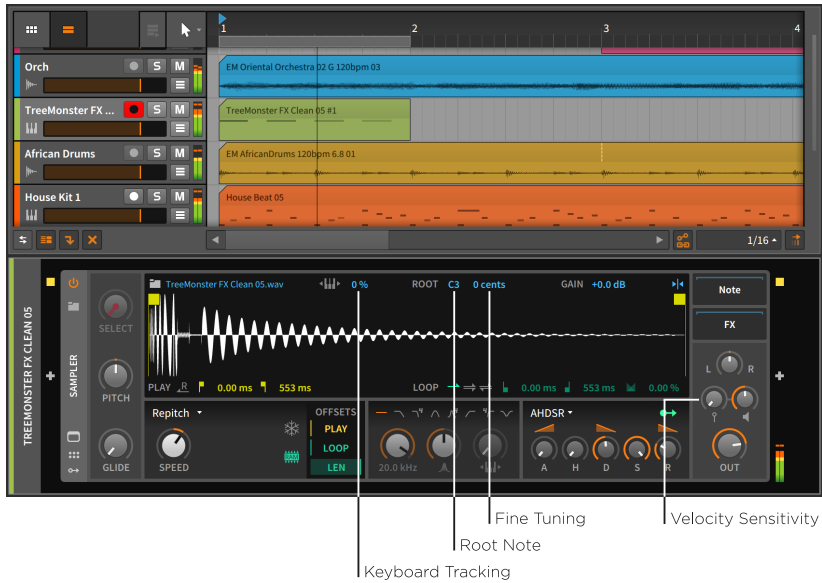 1 2 3 4
Orch S M
EM Oriental Orchestra 02 G 120bpm 03
TreeMonster FX ... S M
TreeMonster FX Clean 05 #1
African Drums S M
EM AfricanDrums 120bpm 6.8 01
House Kit 1 S M
House Beat 05
1/16
TREEMONSTER FX CLEAN 05
SAMPLER
SELECT
PITCH
GLIDE
TreeMonster FX Clean 05.wav 0 % ROOT C3 0 cents GAIN +0.0 dB
PLAY R 0.00 ms 553 ms LOOP 0.00 ms 553 ms 0.00 %
Repitch
SPEED
OFFSETS
PLAY
LOOP
LEN
20.0 kHz
AHDSR
A H D S R
Note
FX
L R
OUT
Fine Tuning
Velocity Sensitivity
Root Note
Keyboard Tracking